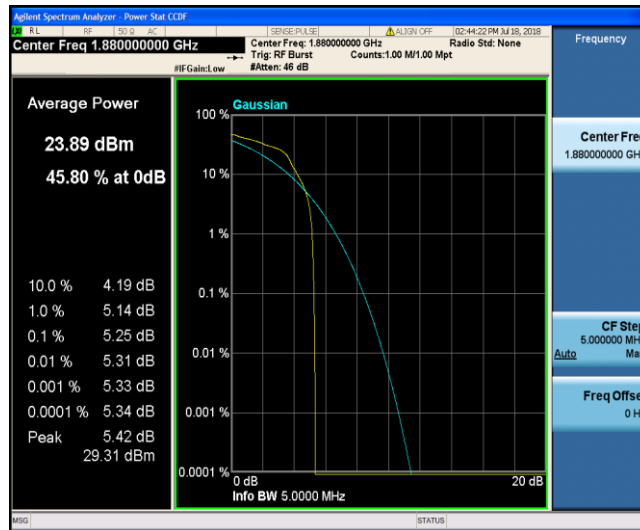 Agilent Spectrum Analyzer - Power Stat CCDF
RL RF 50 Ω AC SENSE:PULSE ALIGN OFF 02:44:22 PM Jul 18, 2018
Center Freq 1.880000000 GHz
Center Freq: 1.880000000 GHz Radio Std: None
Trig: RF Burst Counts:1.00 M/1.00 Mpt
#IFGain:Low #Atten: 46 dB
Frequency
Average Power
23.89 dBm
45.80 % at 0dB
10.0 % 4.19 dB
1.0 % 5.14 dB
0.1 % 5.25 dB
0.01 % 5.31 dB
0.001 % 5.33 dB
0.0001 % 5.34 dB
Peak 5.42 dB
29.31 dBm
Gaussian
100 %
10 %
1 %
0.1 %
0.01 %
0.001 %
0.0001 %
0 dB 20 dB
Info BW 5.0000 MHz
Center Fre
1.880000000 GH
CF Step
5.000000 MH
Auto Ma
Freq Offse
0 H
MSG STATUS